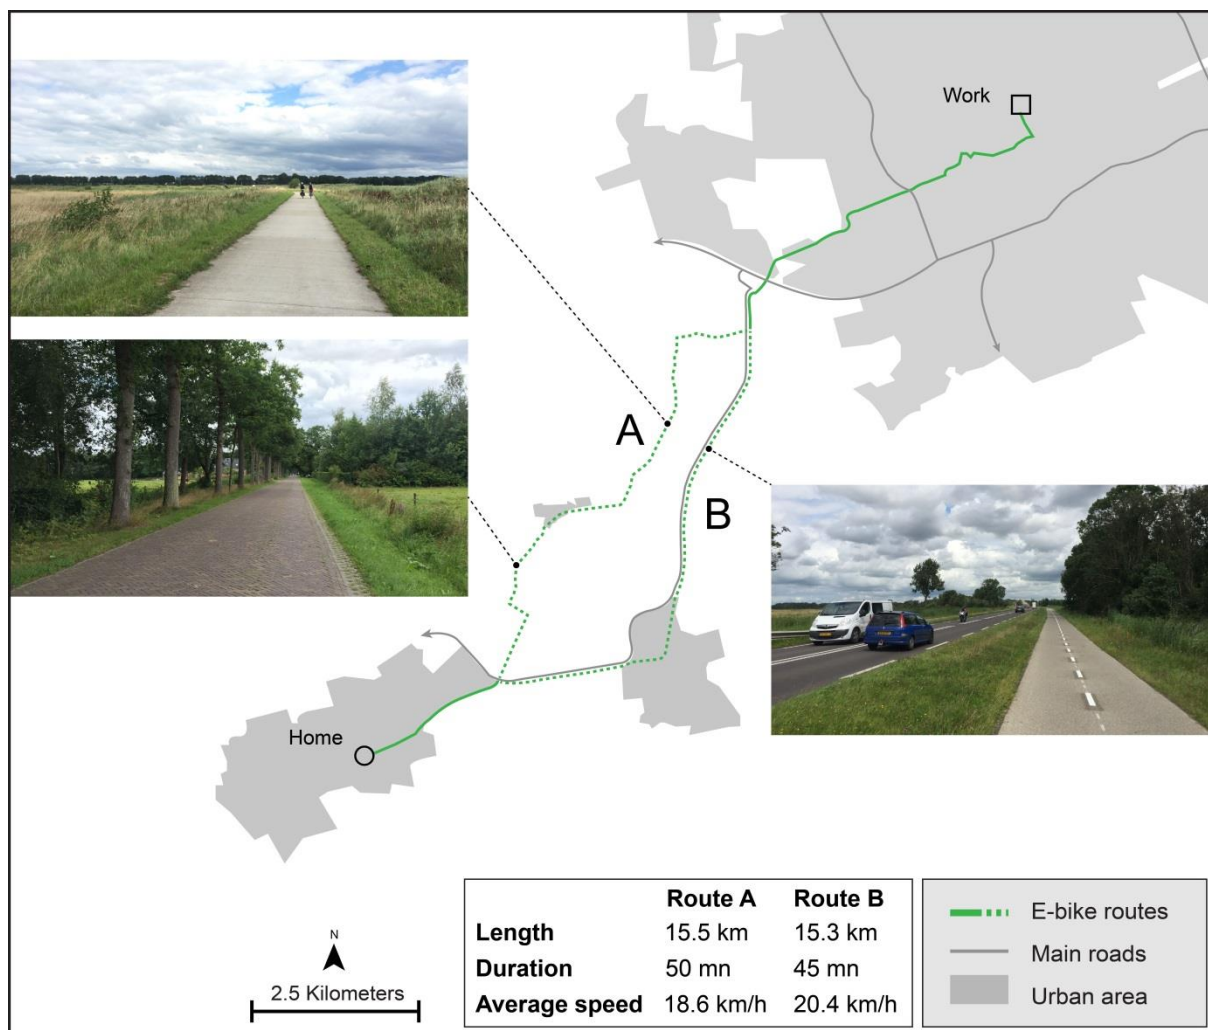 Work
A
B
Home
N
2.5 Kilometers
Route A Route B
Length 15.5 km 15.3 km
Duration 50 mn 45 mn
Average speed 18.6 km/h 20.4 km/h
E-bike routes
Main roads
Urban area